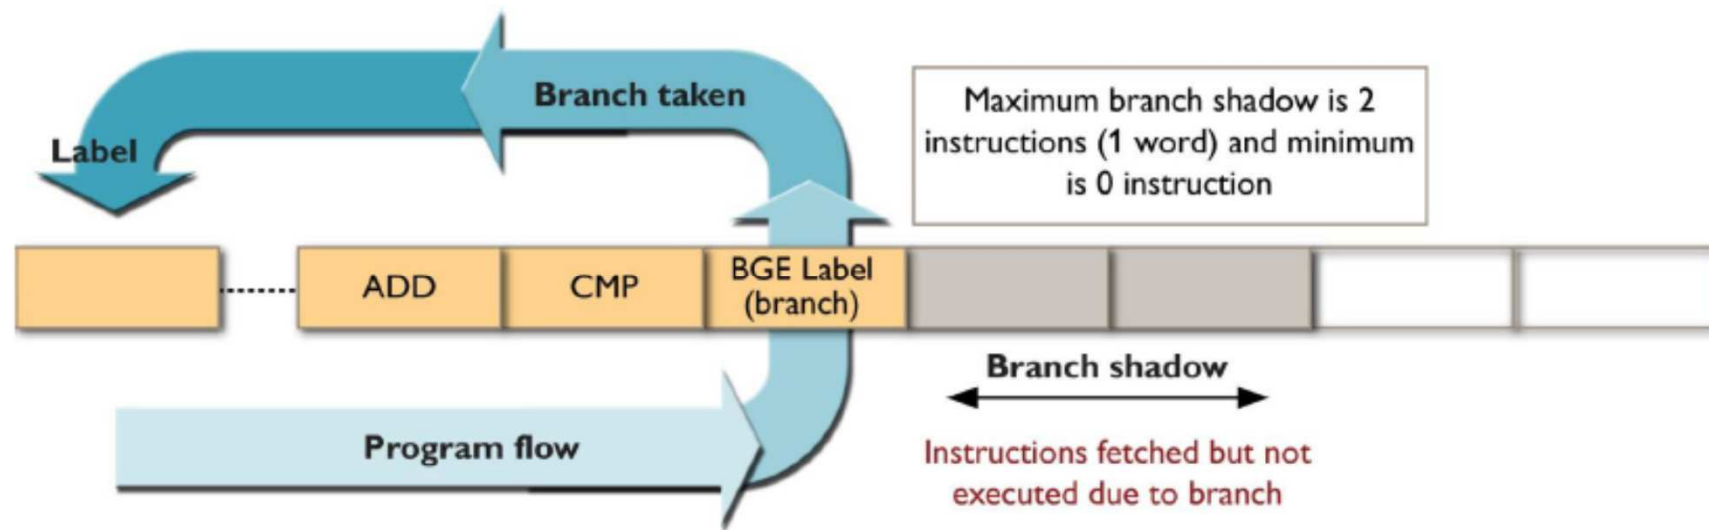 Branch taken
Label
Maximum branch shadow is 2
instructions (1 word) and minimum
is 0 instruction
ADD
CMP
BGE Label
(branch)
Branch shadow
Program flow
Instructions fetched but not
executed due to branch